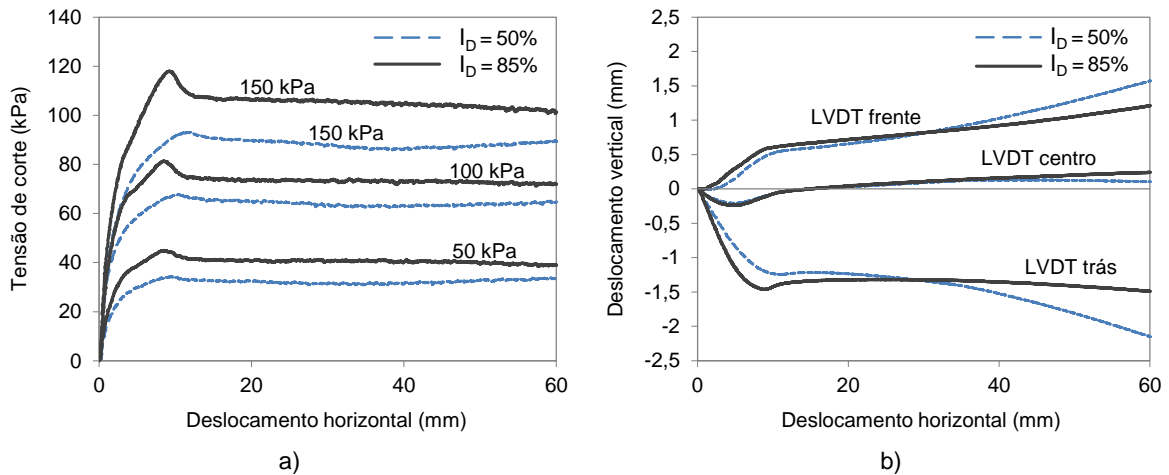 140
120
100
80
60
40
20
0
0
20
40
60
Tensão de corte (kPa)
Deslocamento horizontal (mm)
I_D = 50%
I_D = 85%
150 kPa
150 kPa
100 kPa
50 kPa
a)
2,5
2
1,5
1
0,5
0
-0,5
-1
-1,5
-2
-2,5
0
20
40
60
Deslocamento vertical (mm)
Deslocamento horizontal (mm)
I_D = 50%
I_D = 85%
LVDT frente
LVDT centro
LVDT trás
b)